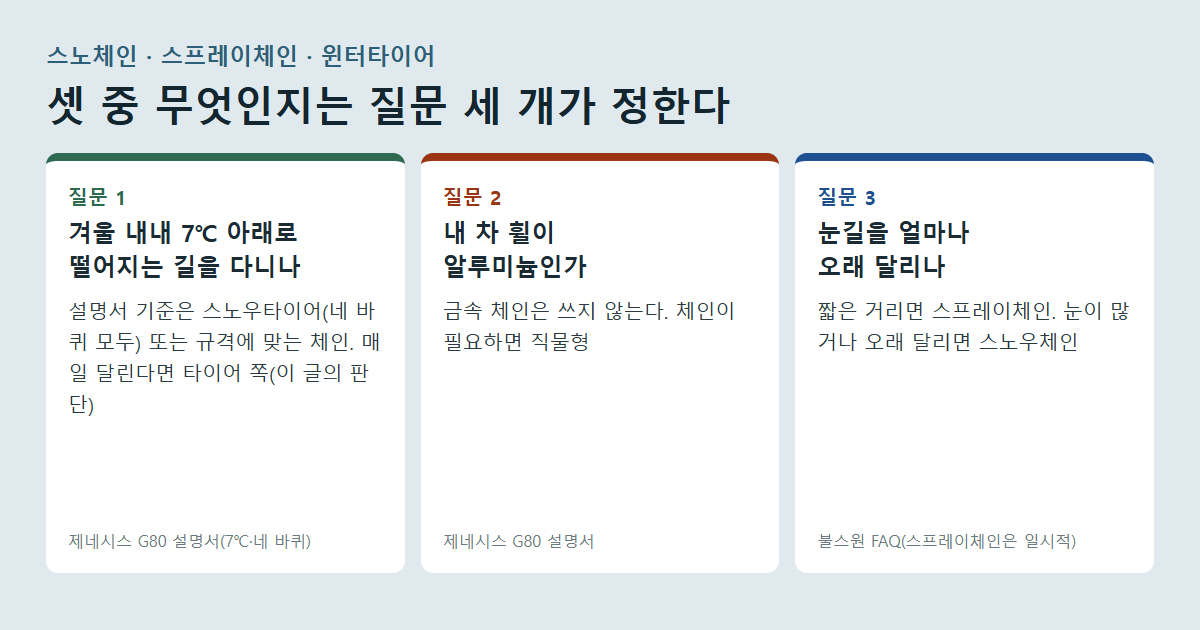 스노체인 · 스프레이체인 · 윈터타이어
셋 중 무엇인지는 질문 세 개가 정한다
질문 1
겨울 내내 7℃ 아래로
떨어지는 길을 다니나
설명서 기준은 스노우타이어(네 바
퀴 모두) 또는 규격에 맞는 체인. 매
일 달린다면 타이어 쪽(이 글의 판
단)
제네시스 G80 설명서(7℃·네 바퀴)
질문 2
내 차 휠이
알루미늄인가
금속 체인은 쓰지 않는다. 체인이
필요하면 직물형
제네시스 G80 설명서
질문 3
눈길을 얼마나
오래 달리나
짧은 거리면 스프레이체인. 눈이 많
거나 오래 달리면 스노우체인
불스원 FAQ(스프레이체인은 일시적)